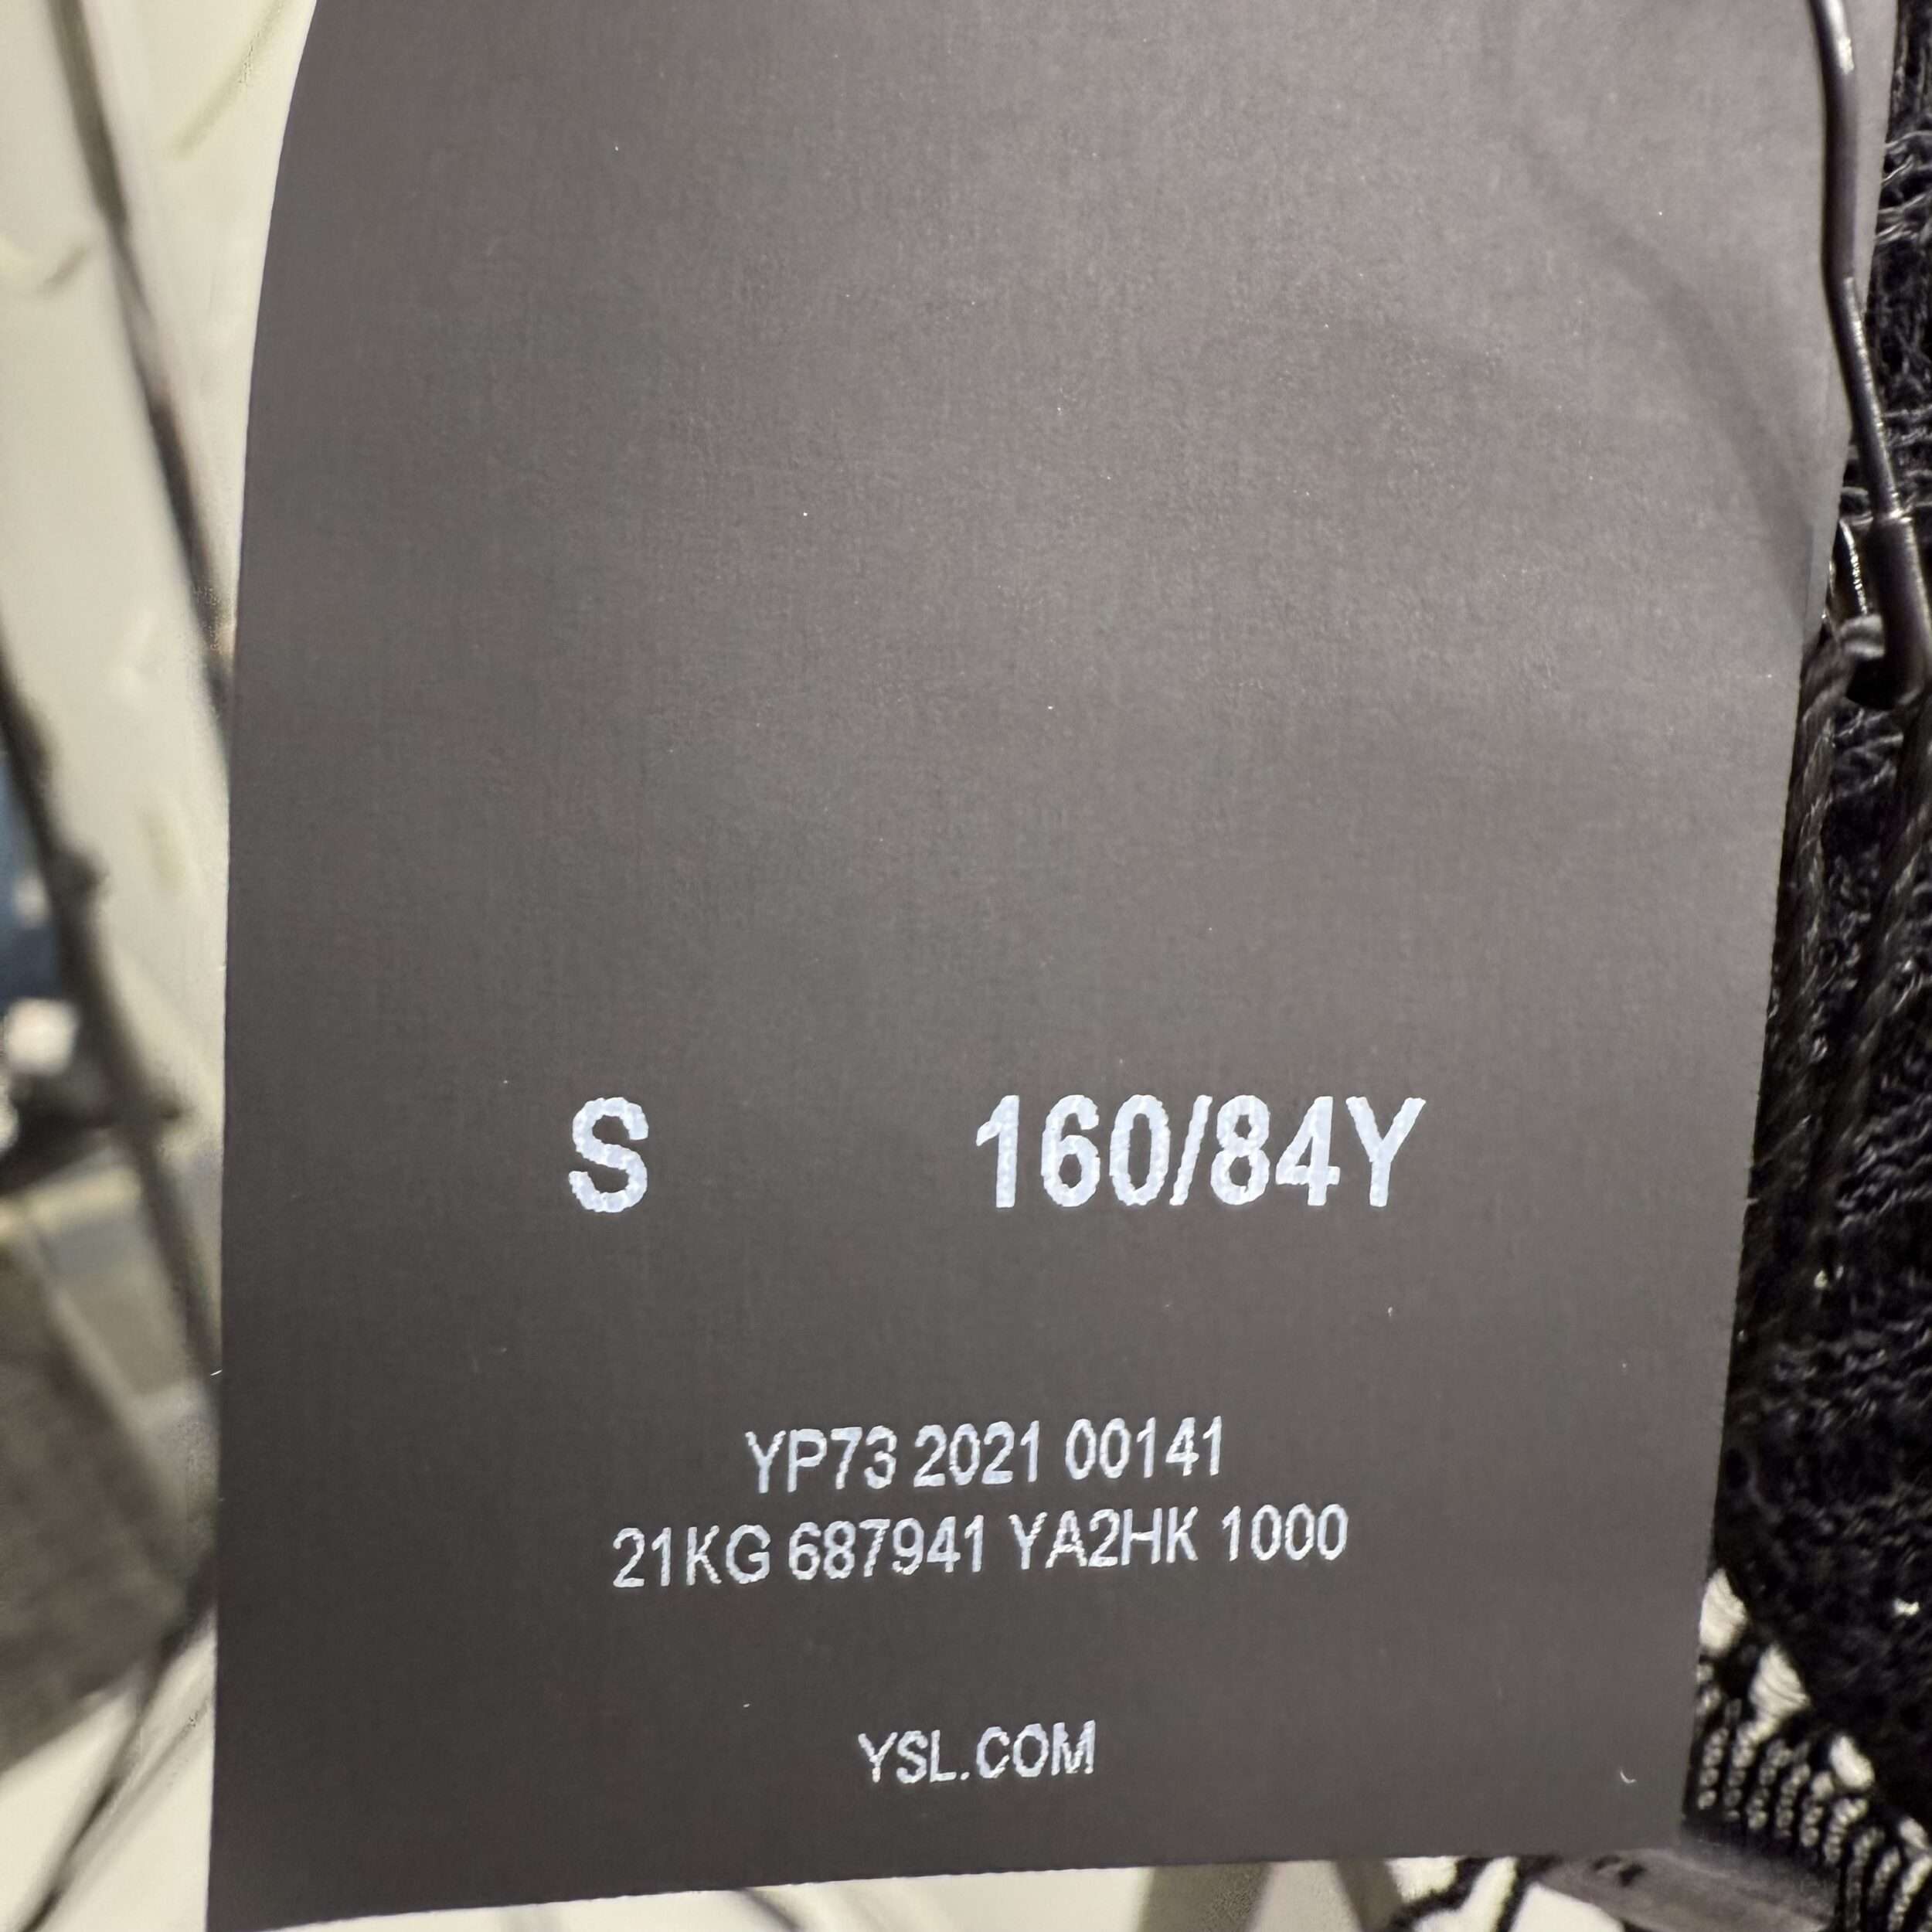 S 160/84Y
YP73 2021 00141
21KG 687941 YA2HK 1000
YSL.COM